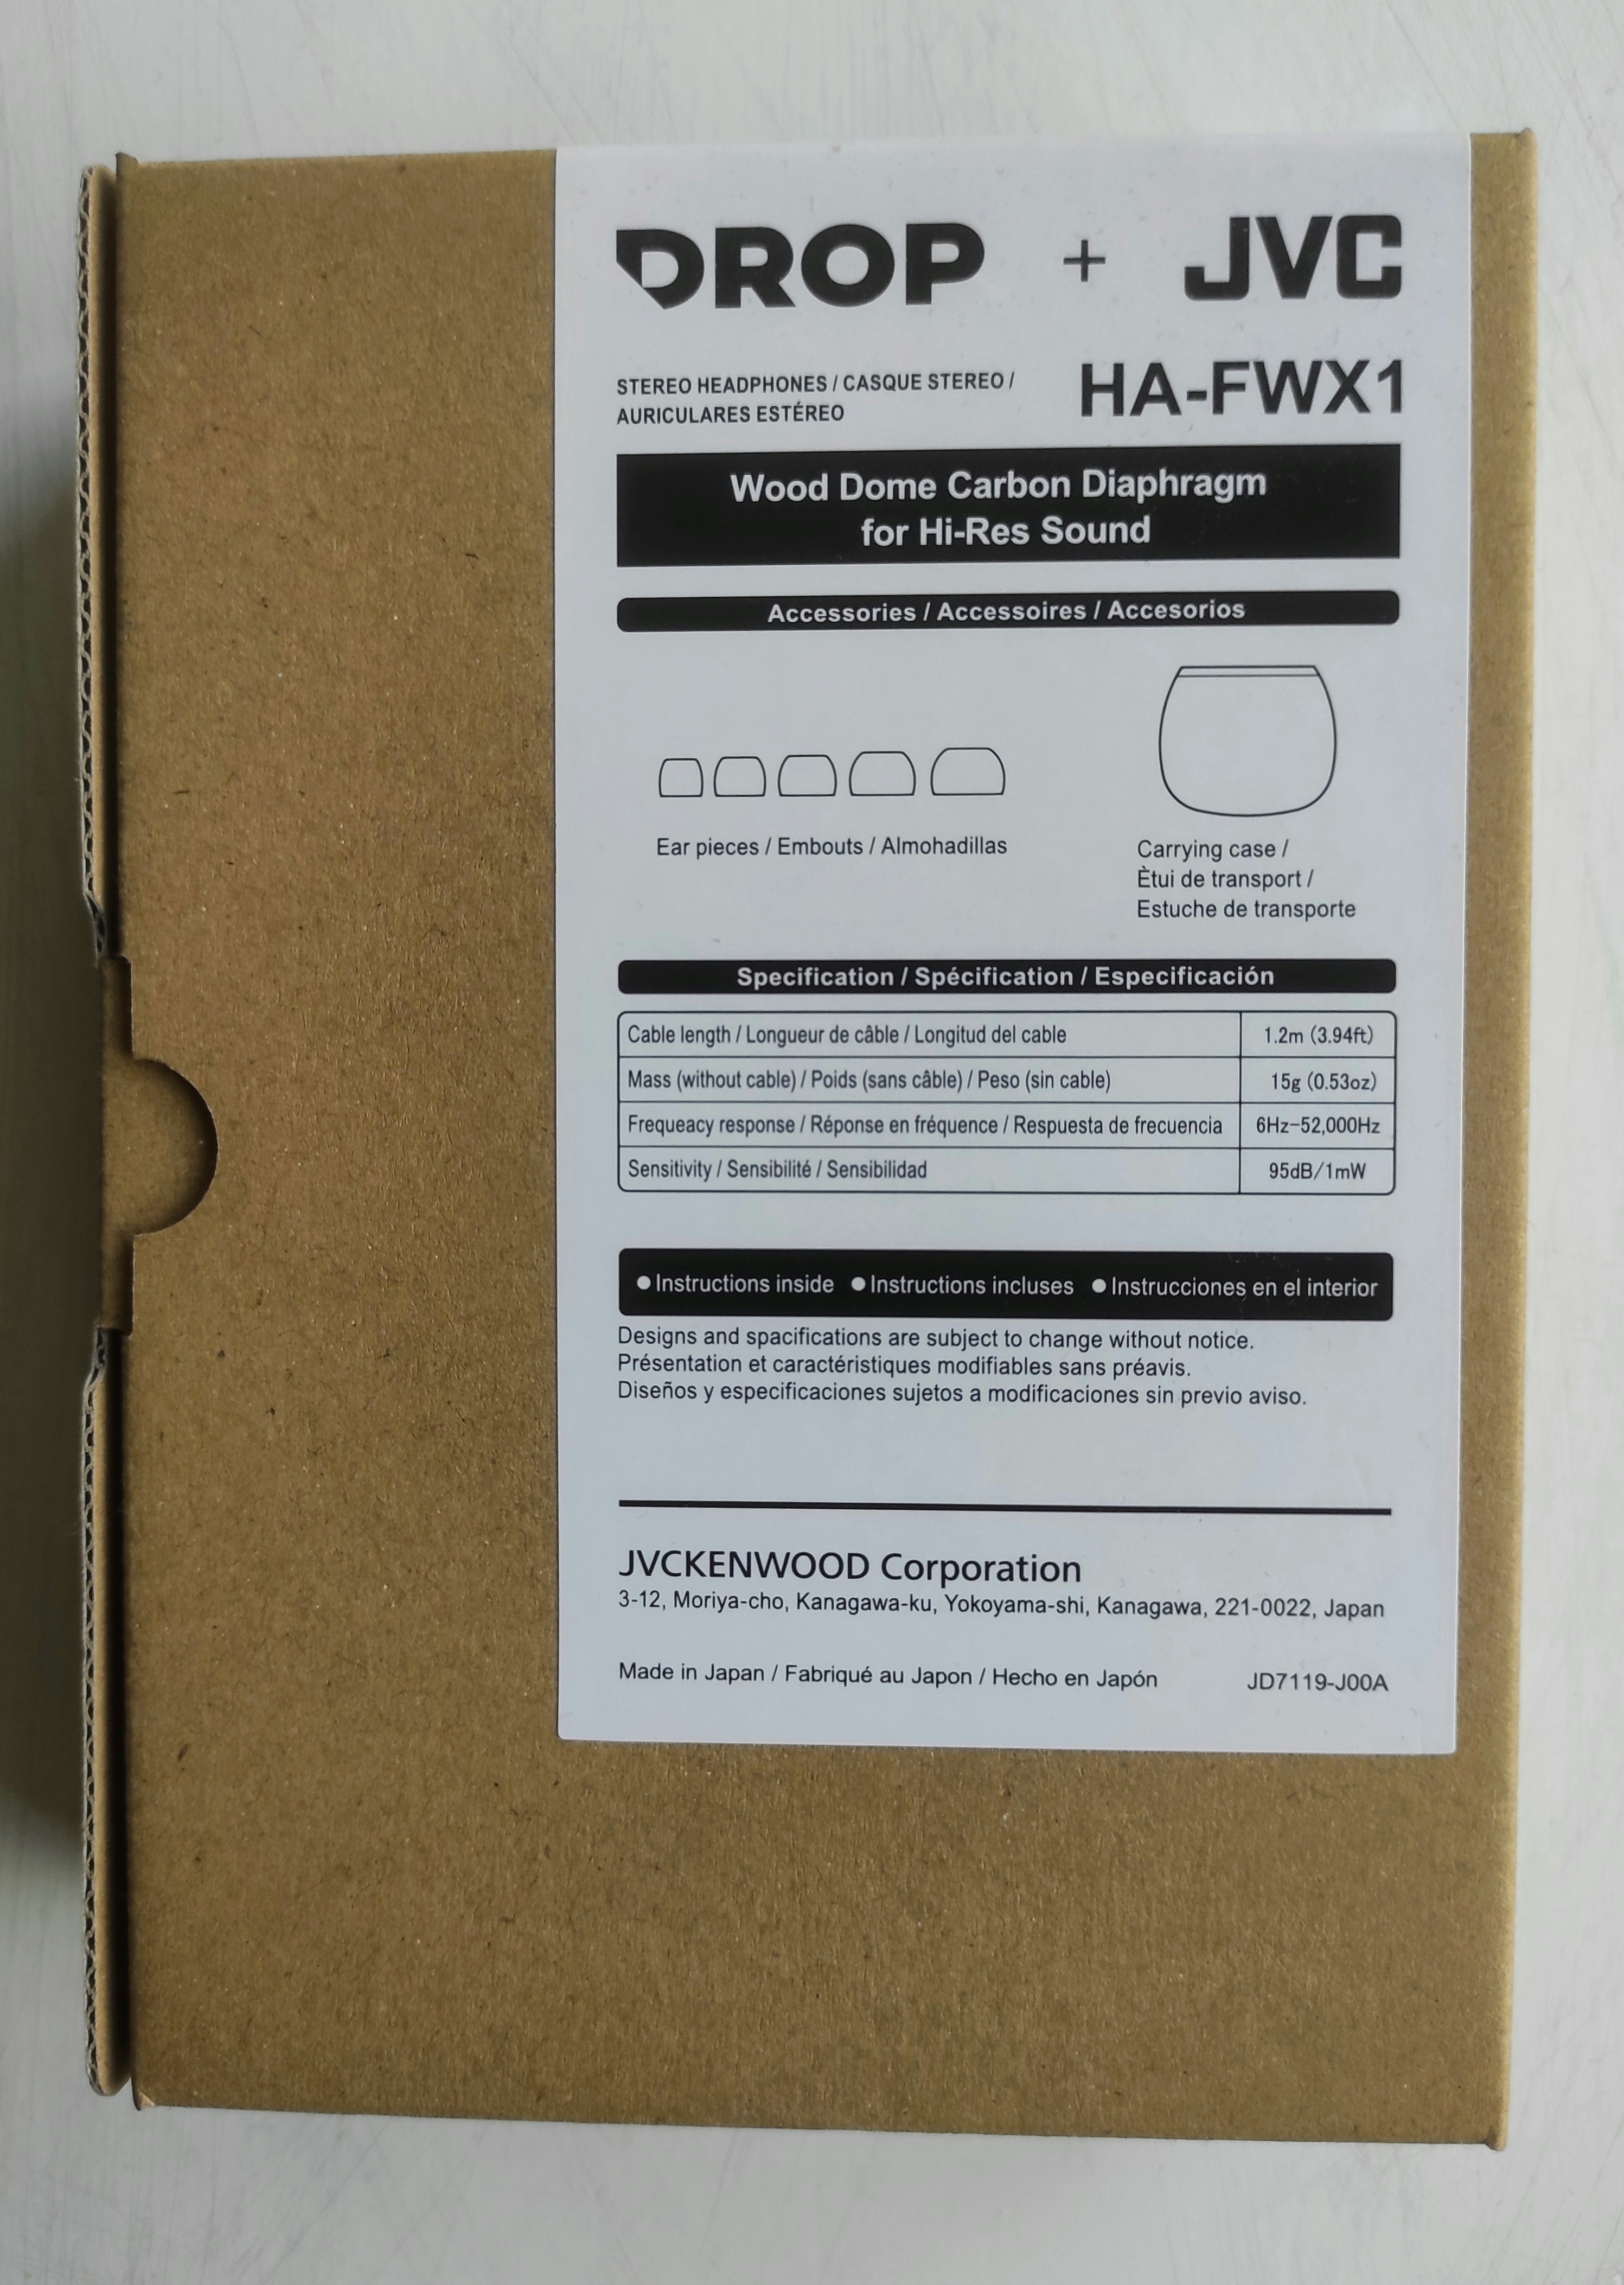 DROP + JVC
STEREO HEADPHONES / CASQUE STEREO /
AURICULARES ESTÉREO
HA-FWX1
Wood Dome Carbon Diaphragm
for Hi-Res Sound
Accessories / Accessoires / Accesorios
Ear pieces / Embouts / Almohadillas
Carrying case /
Ètui de transport /
Estuche de transporte
Specification / Spécification / Especificación
Cable length / Longueur de câble / Longitud del cable 1.2m (3.94ft)
Mass (without cable) / Poids (sans câble) / Peso (sin cable) 15g (0.53oz)
Frequeacy response / Réponse en fréquence / Respuesta de frecuencia 6Hz-52,000Hz
Sensitivity / Sensibilité / Sensibilidad 95dB/1mW
● Instructions inside ● Instructions incluses ● Instrucciones en el interior
Designs and spacifications are subject to change without notice.
Présentation et caractéristiques modifiables sans préavis.
Diseños y especificaciones sujetos a modificaciones sin previo aviso.
JVCKENWOOD Corporation
3-12, Moriya-cho, Kanagawa-ku, Yokoyama-shi, Kanagawa, 221-0022, Japan
Made in Japan / Fabriqué au Japon / Hecho en Japón JD7119-J00A